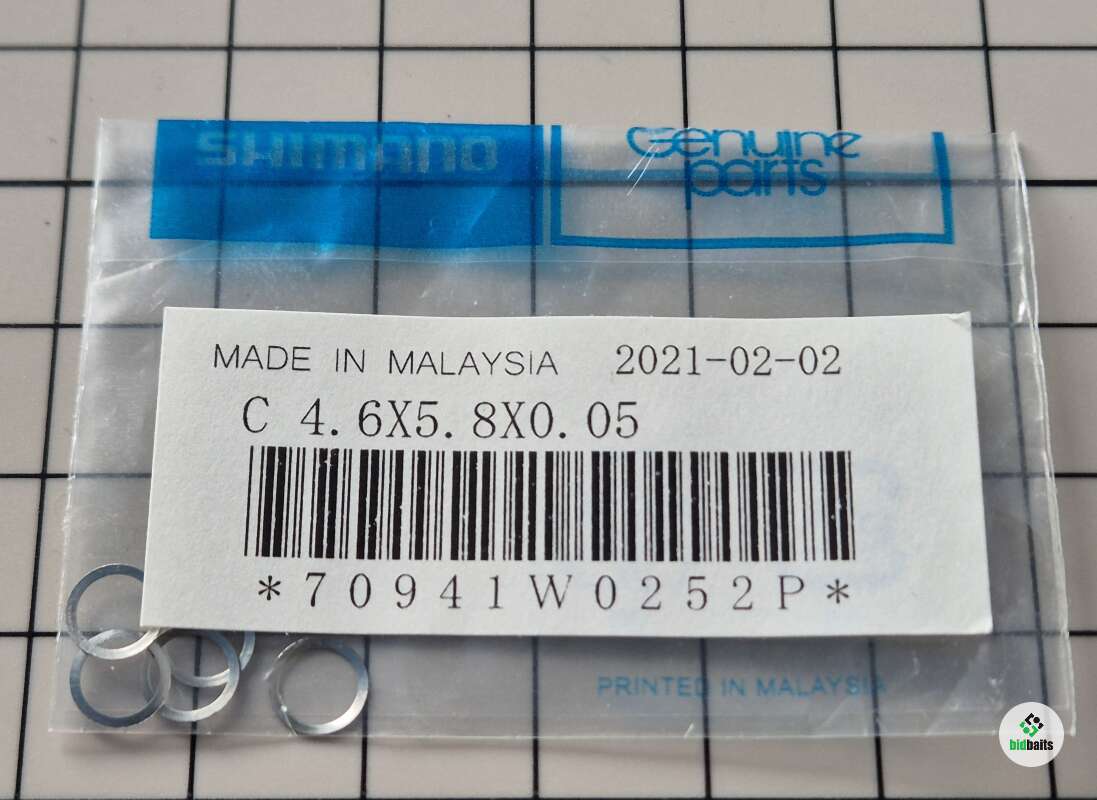 SHIMANO
Genuine
parts
MADE IN MALAYSIA 2021-02-02
C 4.6X5.8X0.05
*70941W0252P*
PRINTED IN MALAYSIA
bidbaits